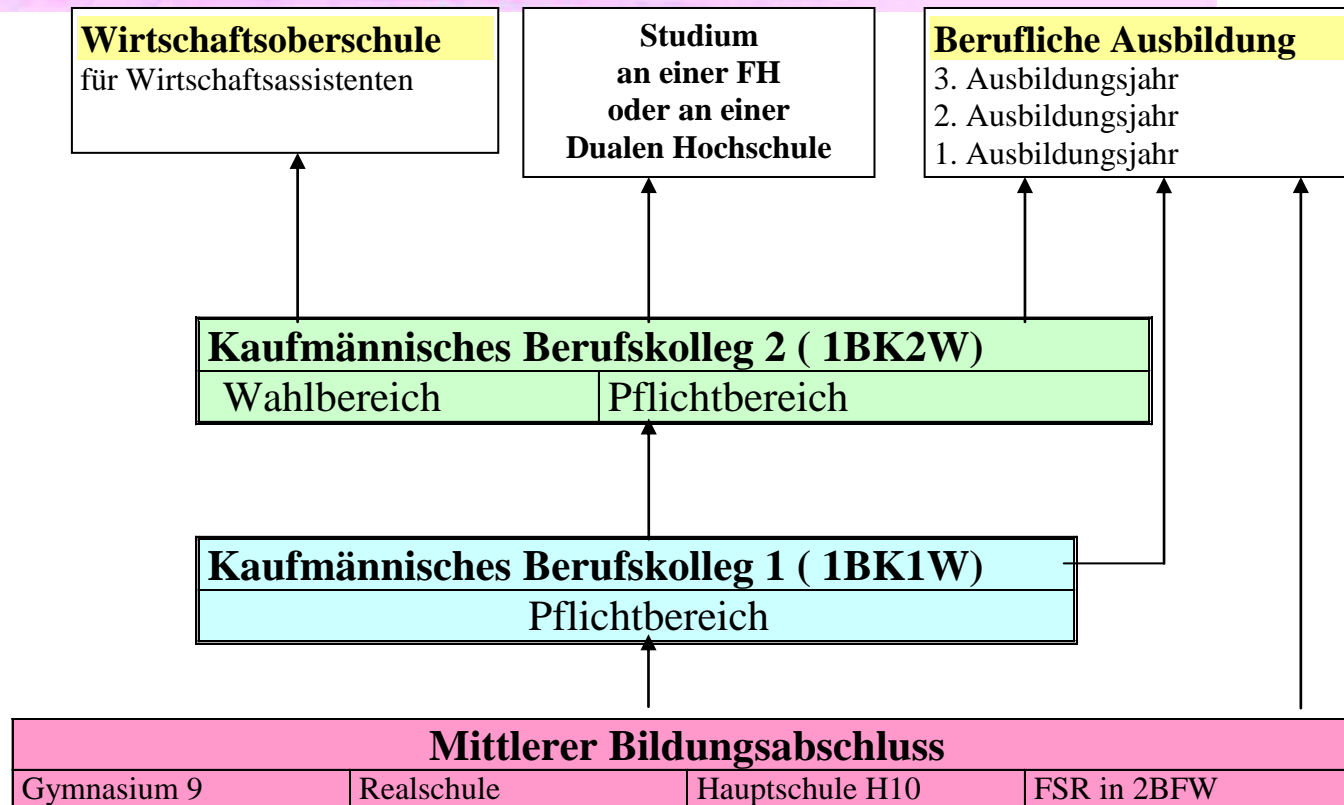 Wirtschaftsoberschule
für Wirtschaftsassistenten
Studium
an einer FH
oder an einer
Dualen Hochschule
Berufliche Ausbildung
3. Ausbildungsjahr
2. Ausbildungsjahr
1. Ausbildungsjahr
Kaufmännisches Berufskolleg 2 ( 1BK2W)
Wahlbereich Pflichtbereich
Kaufmännisches Berufskolleg 1 ( 1BK1W)
Pflichtbereich
Mittlerer Bildungsabschluss
Gymnasium 9 Realschule Hauptschule H10 FSR in 2BFW